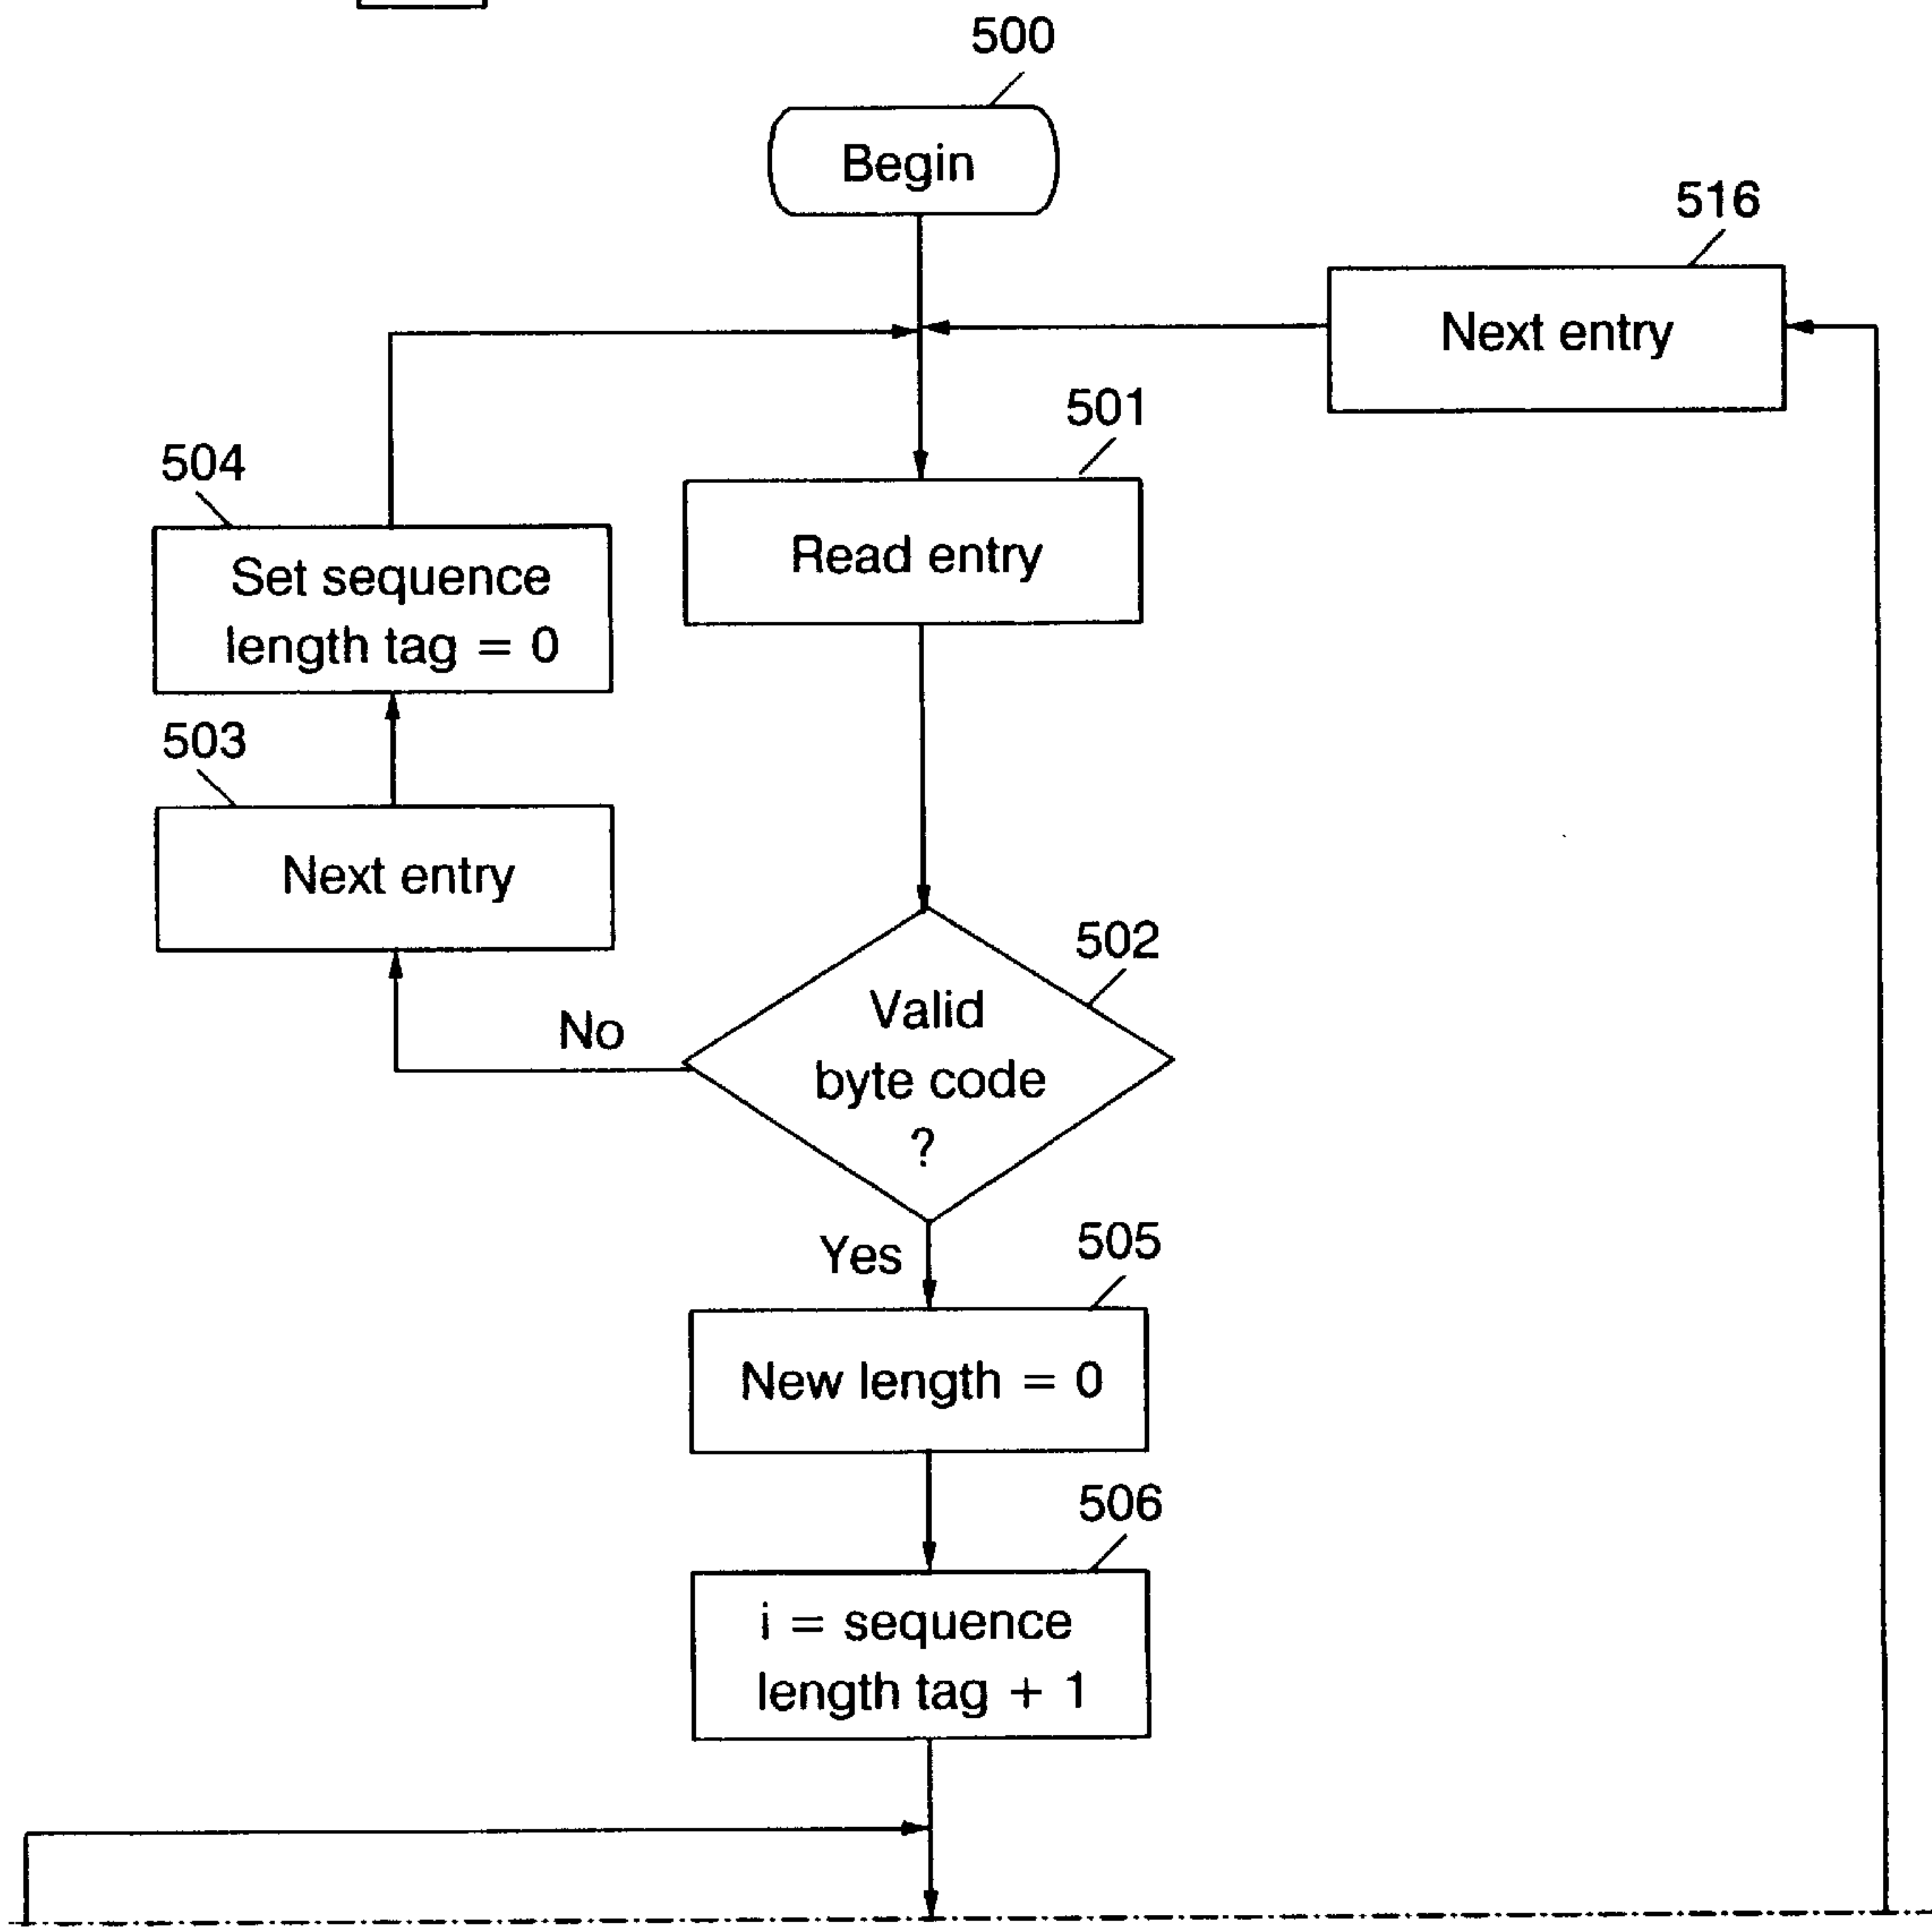 500
Begin
516
Next entry
501
Read entry
504
Set sequence
length tag = 0
503
Next entry
502
Valid
byte code
?
No
Yes
505
New length = 0
506
i = sequence
length tag + 1